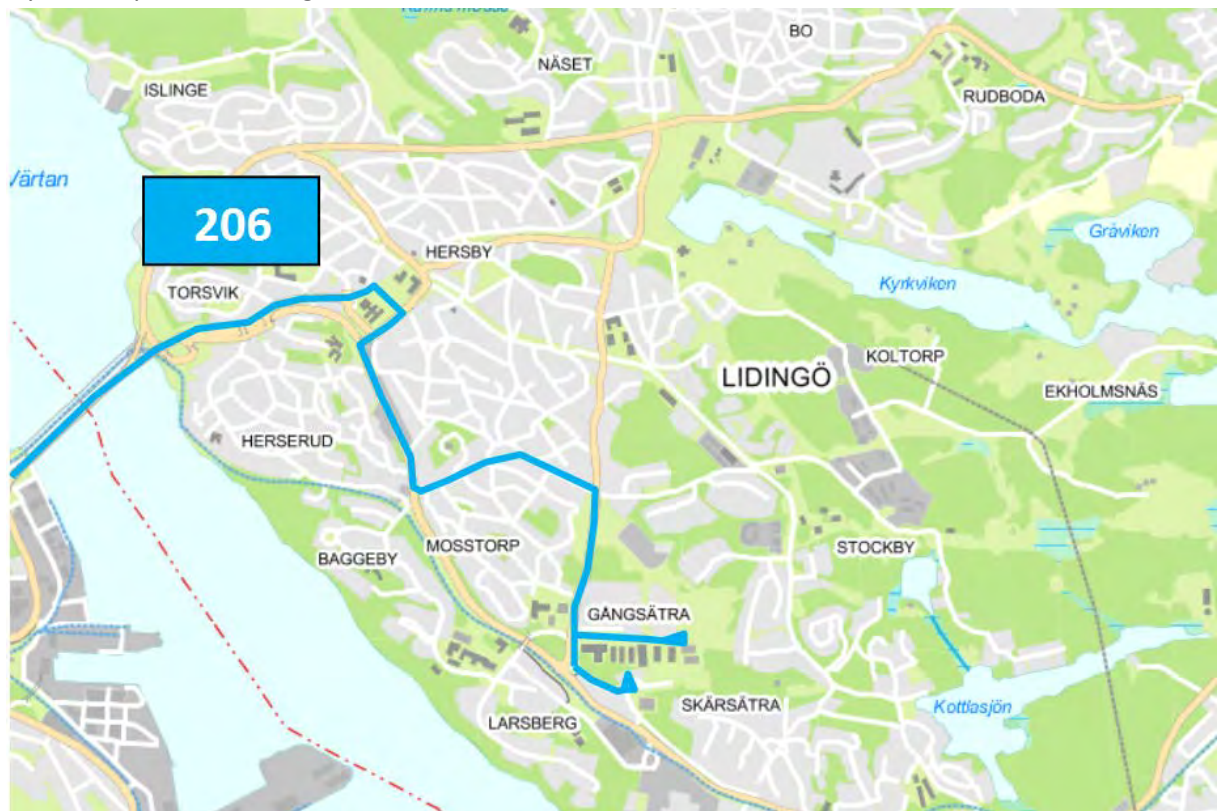 BO
NÄSET
ISLINGE
RUDBODA
Värtan
206
Gråviken
HERSBY
Kyrkviken
TORSVIK
KOLTORP
LIDINGÖ
EKHOLMSNÄS
HERSERUD
MOSSTORP
STOCKBY
BAGGEBY
GÅNGSÄTRA
SKÄRSÄTRA
Kottlasjön
LARSBERG